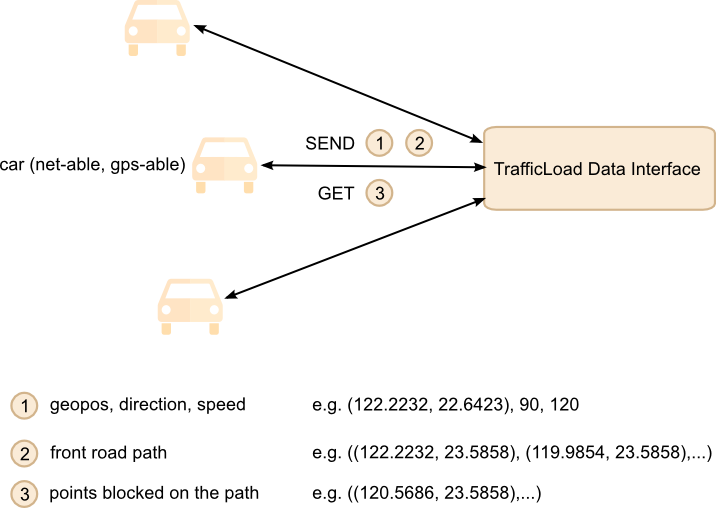 SEND 1 2
car (net-able, gps-able)
TrafficLoad Data Interface
GET 3
1 geopos, direction, speed e.g. (122.2232, 22.6423), 90, 120
2 front road path e.g. ((122.2232, 23.5858), (119.9854, 23.5858),...)
3 points blocked on the path e.g. ((120.5686, 23.5858),...)